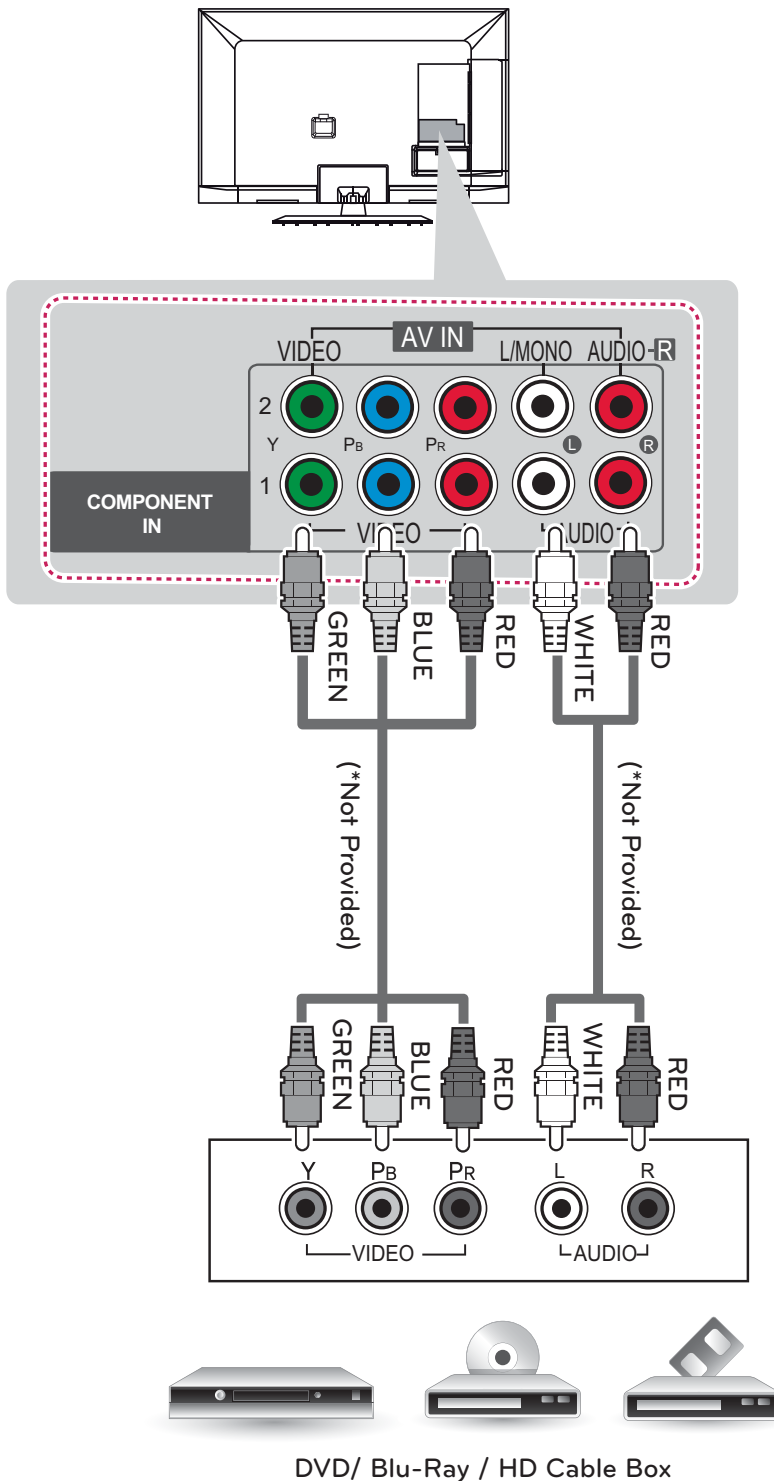 AV IN
VIDEO L/MONO AUDIO R
2
Y PB PR L R
1
COMPONENT
IN
VIDEO AUDIO
GREEN BLUE RED WHITE RED
(*Not Provided) (*Not Provided)
GREEN BLUE RED WHITE RED
Y PB PR L R
VIDEO AUDIO
DVD/ Blu-Ray / HD Cable Box